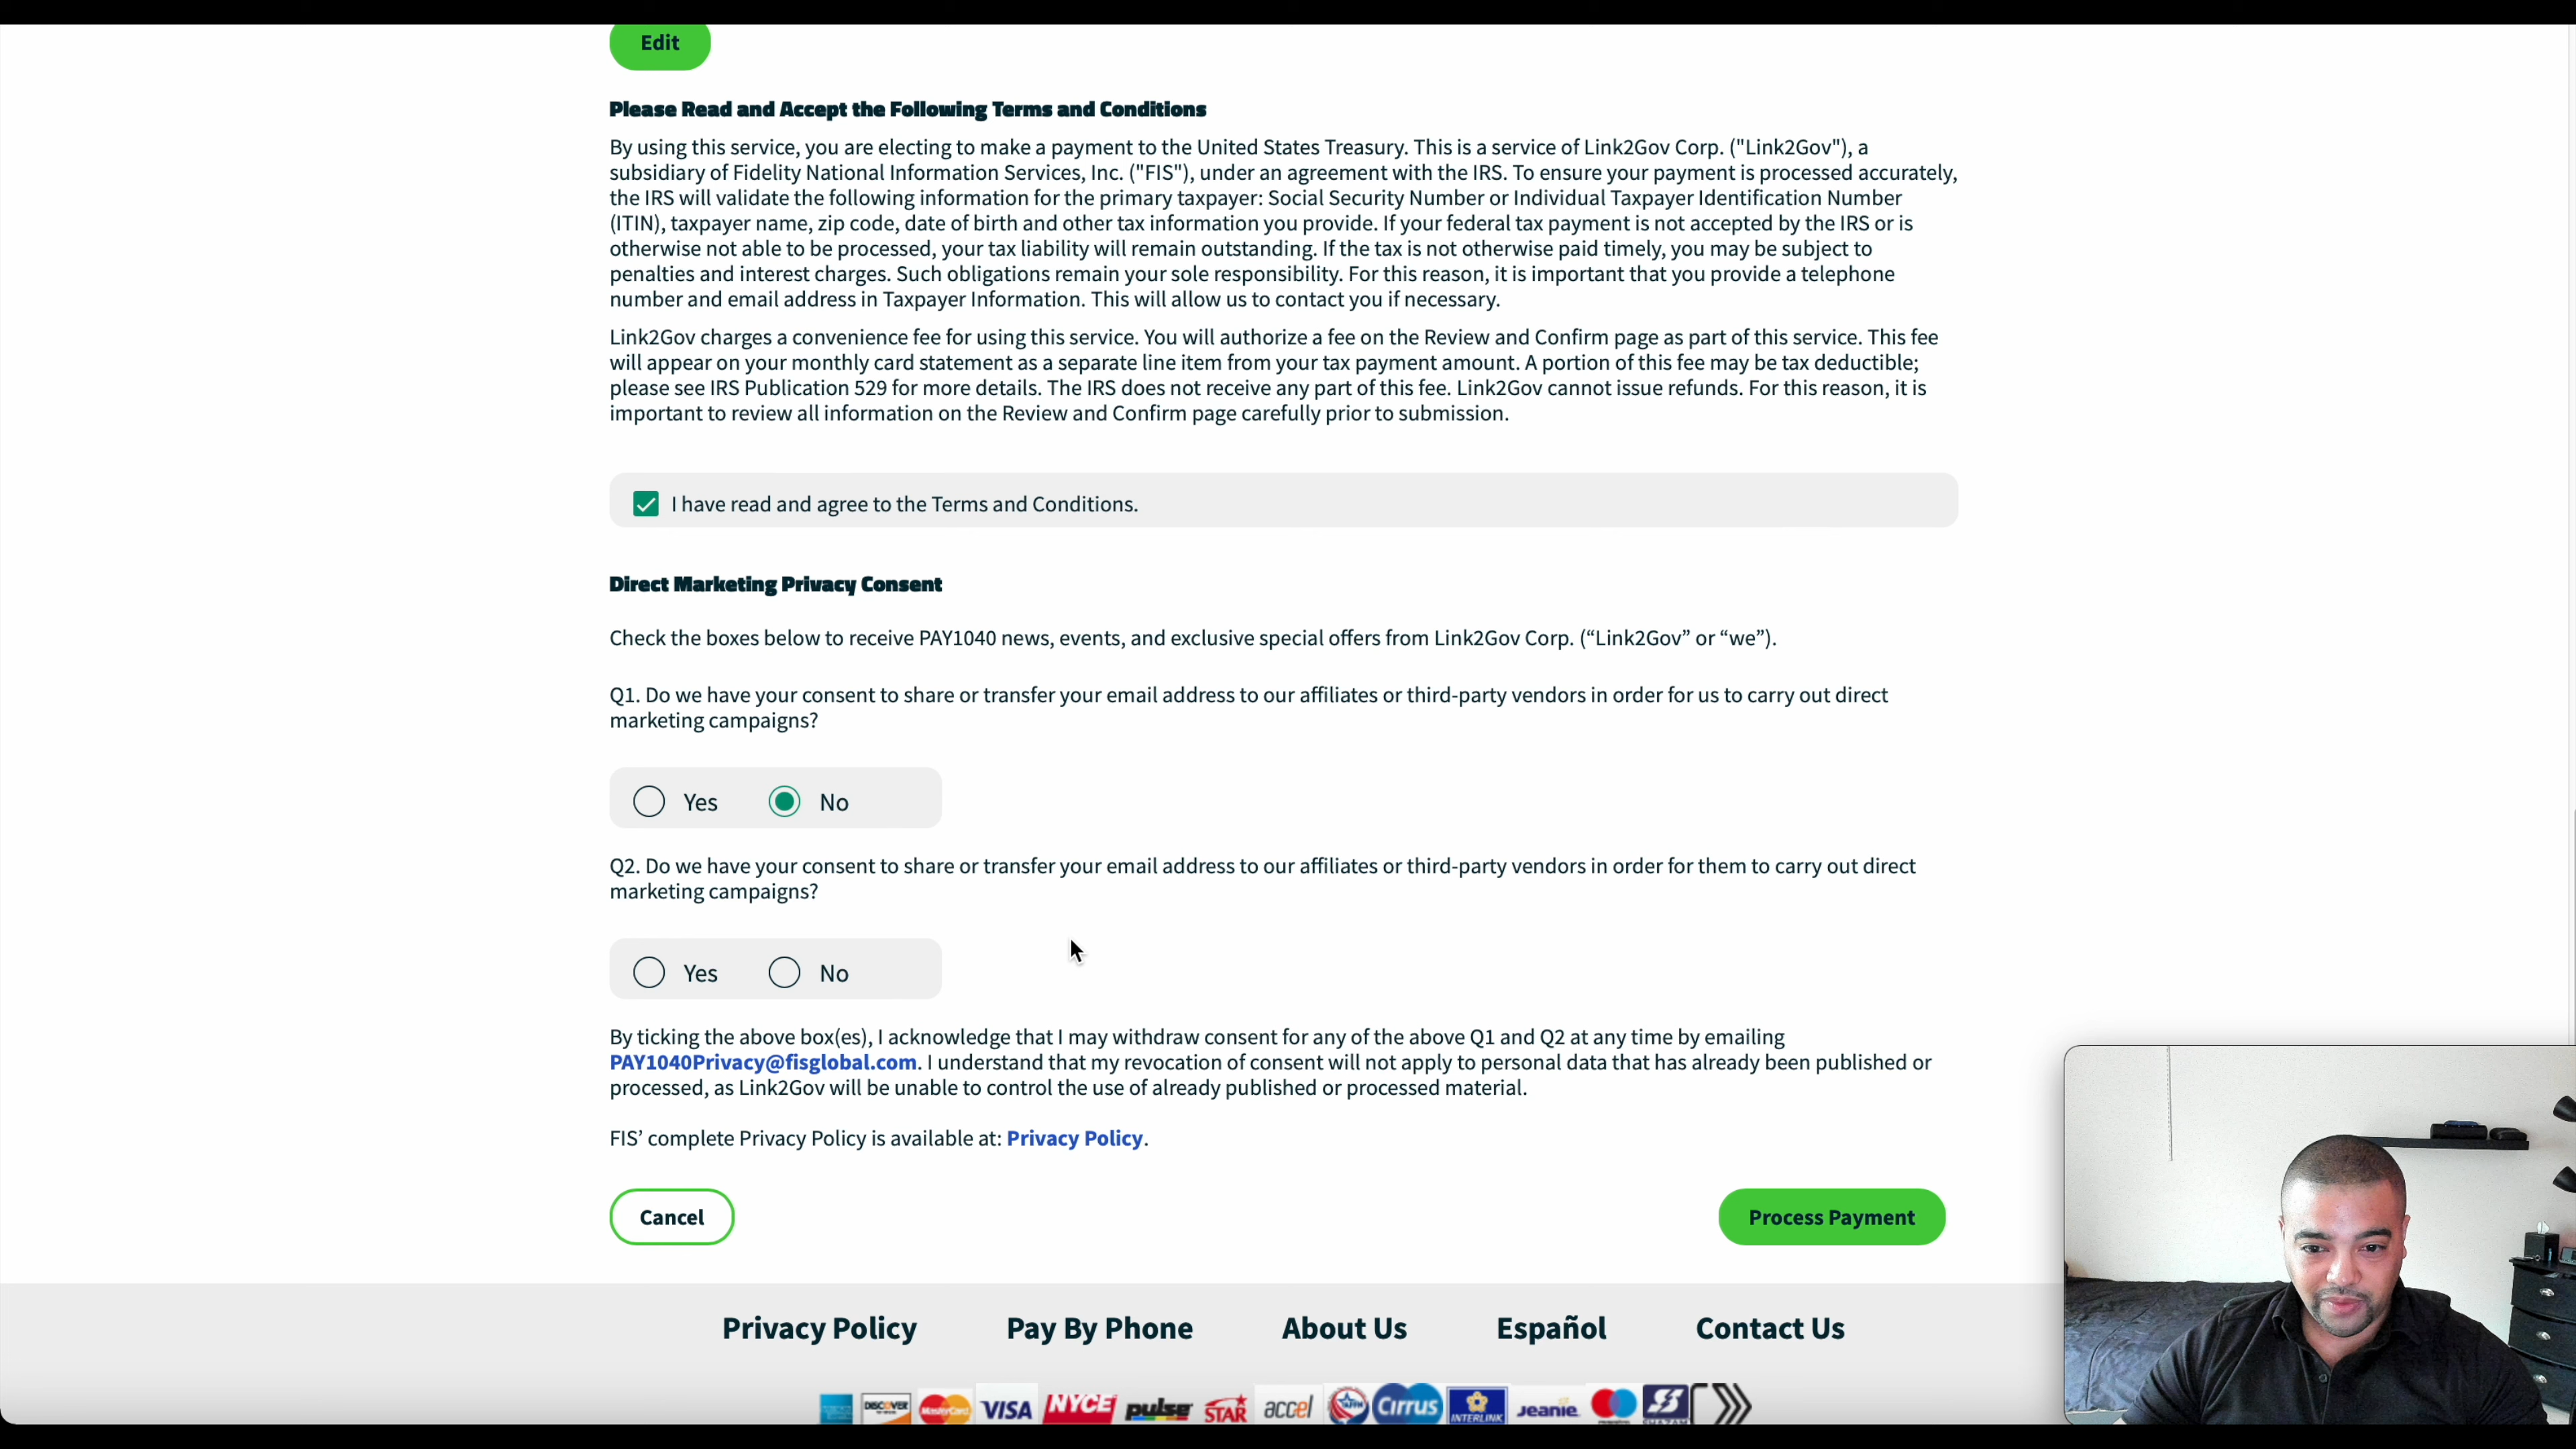 Edit
Please Read and Accept the Following Terms and Conditions
By using this service, you are electing to make a payment to the United States Treasury. This is a service of Link2Gov Corp. ("Link2Gov"), a
subsidiary of Fidelity National Information Services, Inc. ("FIS"), under an agreement with the IRS. To ensure your payment is processed accurately,
the IRS will validate the following information for the primary taxpayer: Social Security Number or Individual Taxpayer Identification Number
(ITIN), taxpayer name, zip code, date of birth and other tax information you provide. If your federal tax payment is not accepted by the IRS or is
otherwise not able to be processed, your tax liability will remain outstanding. If the tax is not otherwise paid timely, you may be subject to
penalties and interest charges. Such obligations remain your sole responsibility. For this reason, it is important that you provide a telephone
number and email address in Taxpayer Information. This will allow us to contact you if necessary.
Link2Gov charges a convenience fee for using this service. You will authorize a fee on the Review and Confirm page as part of this service. This fee
will appear on your monthly card statement as a separate line item from your tax payment amount. A portion of this fee may be tax deductible;
please see IRS Publication 529 for more details. The IRS does not receive any part of this fee. Link2Gov cannot issue refunds. For this reason, it is
important to review all information on the Review and Confirm page carefully prior to submission.
I have read and agree to the Terms and Conditions.
Direct Marketing Privacy Consent
Check the boxes below to receive PAY1040 news, events, and exclusive special offers from Link2Gov Corp. (“Link2Gov” or “we”).
Q1. Do we have your consent to share or transfer your email address to our affiliates or third-party vendors in order for us to carry out direct
marketing campaigns?
Yes No
Q2. Do we have your consent to share or transfer your email address to our affiliates or third-party vendors in order for them to carry out direct
marketing campaigns?
Yes No
By ticking the above box(es), I acknowledge that I may withdraw consent for any of the above Q1 and Q2 at any time by emailing
PAY1040Privacy@fisglobal.com. I understand that my revocation of consent will not apply to personal data that has already been published or
processed, as Link2Gov will be unable to control the use of already published or processed material.
FIS’ complete Privacy Policy is available at: Privacy Policy.
Cancel Process Payment
Privacy Policy Pay By Phone About Us Español Contact Us
DISCOVER MasterCard VISA NYCE pulse STAR accel Cirrus INTERLINK Jeanie